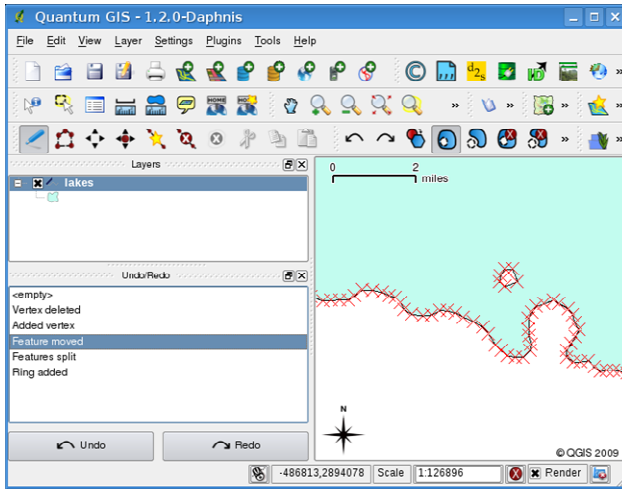 Quantum GIS - 1.2.0-Daphnis
File Edit View Layer Settings Plugins Tools Help
Layers
lakes
Undo/Redo
<empty>
Vertex deleted
Added vertex
Feature moved
Features split
Ring added
Undo Redo
0 2
miles
N
©QGIS 2009
-486813,2894078 Scale 1:126896 Render